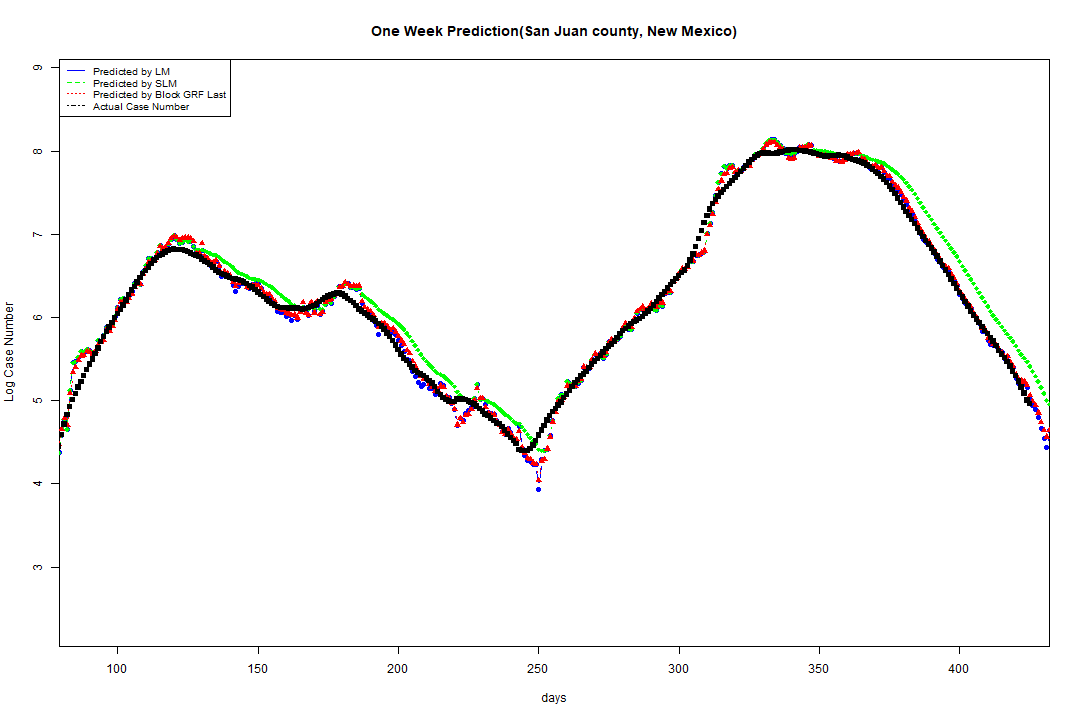 One Week Prediction(San Juan county, New Mexico)
Predicted by LM
Predicted by SLM
Predicted by Block GRF Last
Actual Case Number
9
8
7
6
5
4
3
Log Case Number
100 150 200 250 300 350 400
days